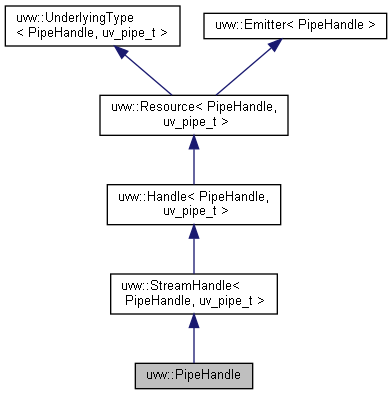 uvw::UnderlyingType
< PipeHandle, uv_pipe_t >
uvw::Emitter< PipeHandle >
uvw::Resource< PipeHandle,
uv_pipe_t >
uvw::Handle< PipeHandle,
uv_pipe_t >
uvw::StreamHandle<
PipeHandle, uv_pipe_t >
uvw::PipeHandle